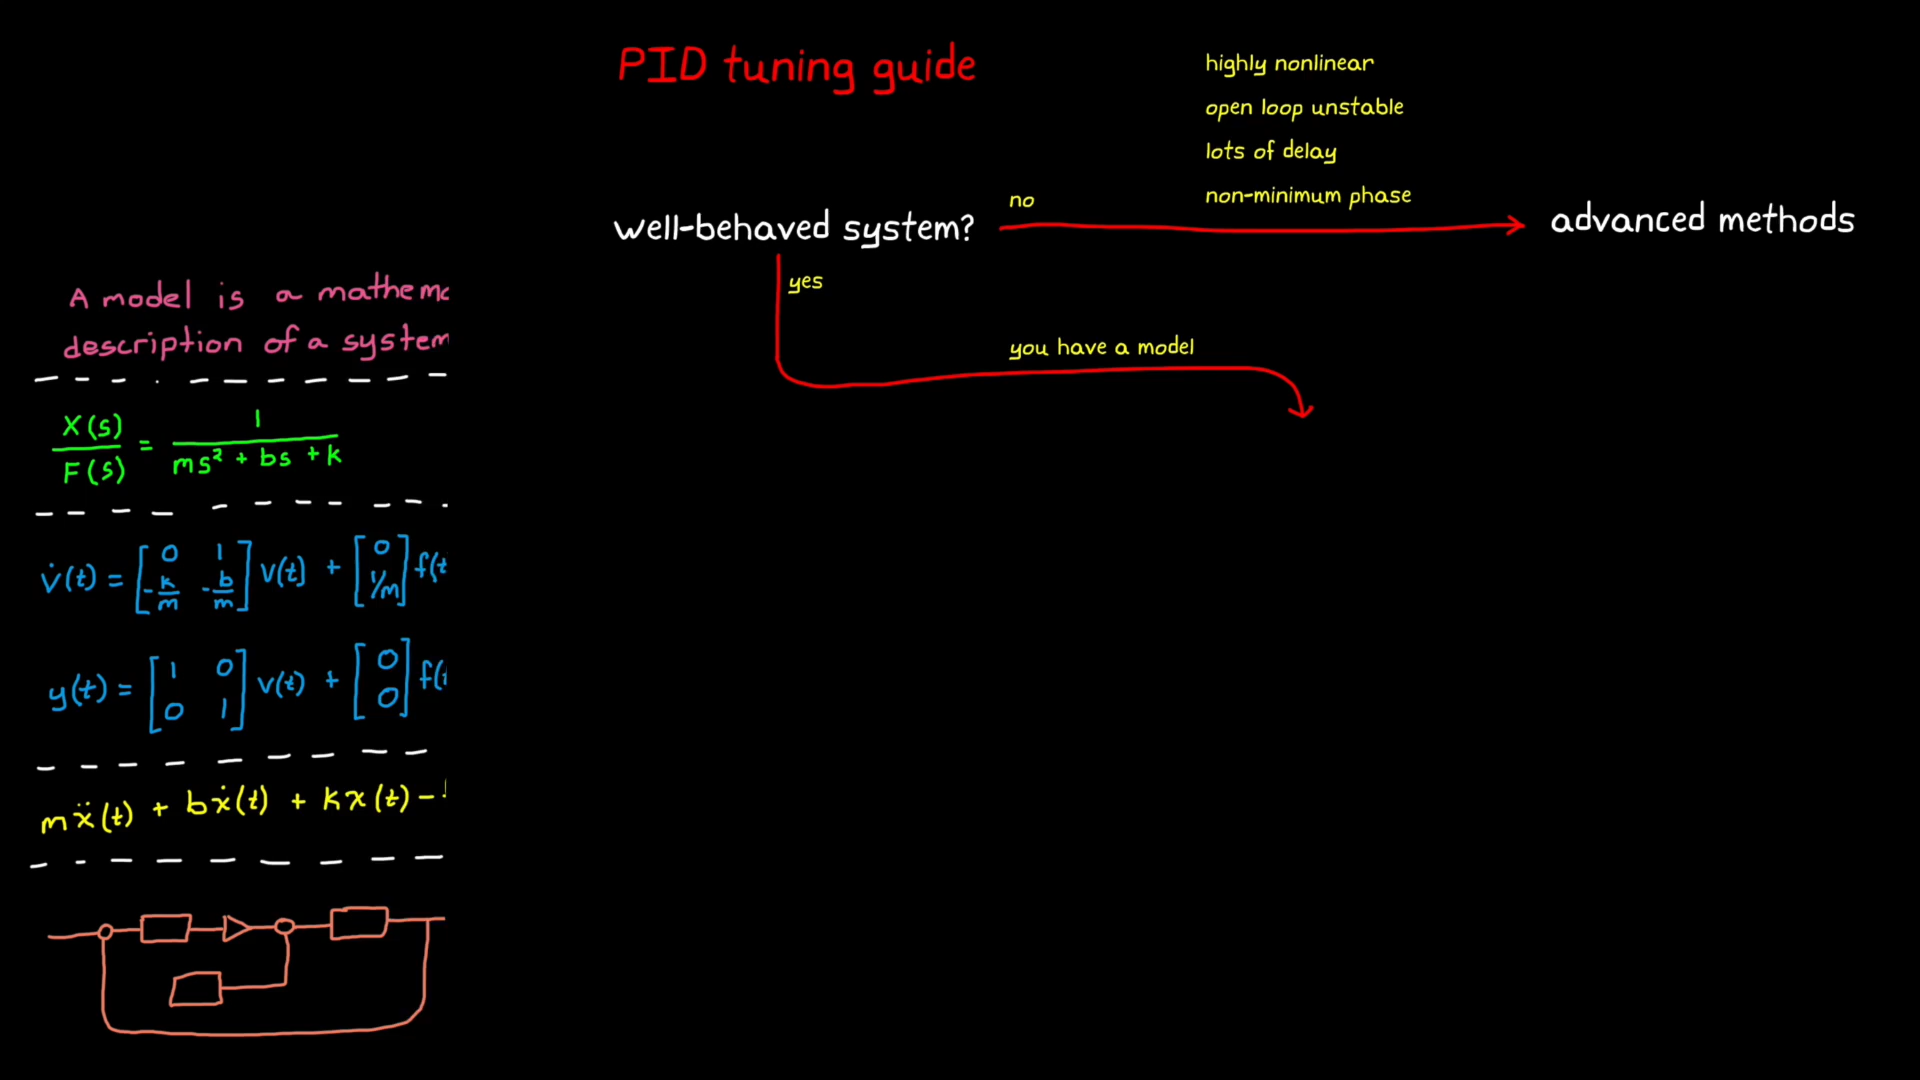 PID tuning guide
highly nonlinear
open loop unstable
lots of delay
non-minimum phase
well-behaved system?
no
advanced methods
yes
you have a model
A model is a
description of a system
X(s)/F(s) = 1/(ms² + bs + k)
v̇(t) = [0 1; -k/m -b/m] v(t) + [0; 1/m] f(t
y(t) = [1 0; 0 1] v(t) + [0; 0] f(
mẍ(t) + bẋ(t) + kx(t) -